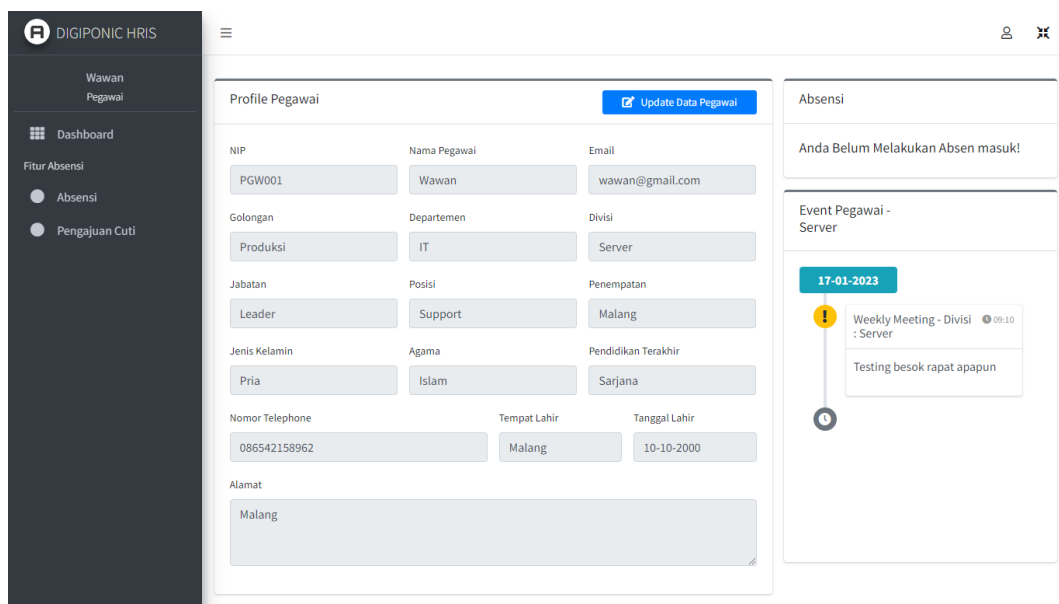 DIGIPONIC HRIS
Wawan
Pegawai
Dashboard
Fitur Absensi
Absensi
Pengajuan Cuti
Profile Pegawai
Update Data Pegawai
NIP
Nama Pegawai
Email
PGW001
Wawan
wawan@gmail.com
Golongan
Departemen
Divisi
Produksi
IT
Server
Jabatan
Posisi
Penempatan
Leader
Support
Malang
Jenis Kelamin
Agama
Pendidikan Terakhir
Pria
Islam
Sarjana
Nomor Telephone
Tempat Lahir
Tanggal Lahir
086542158962
Malang
10-10-2000
Alamat
Malang
Absensi
Anda Belum Melakukan Absen masuk!
Event Pegawai -
Server
17-01-2023
Weekly Meeting - Divisi 09:10
: Server
Testing besok rapat apapun